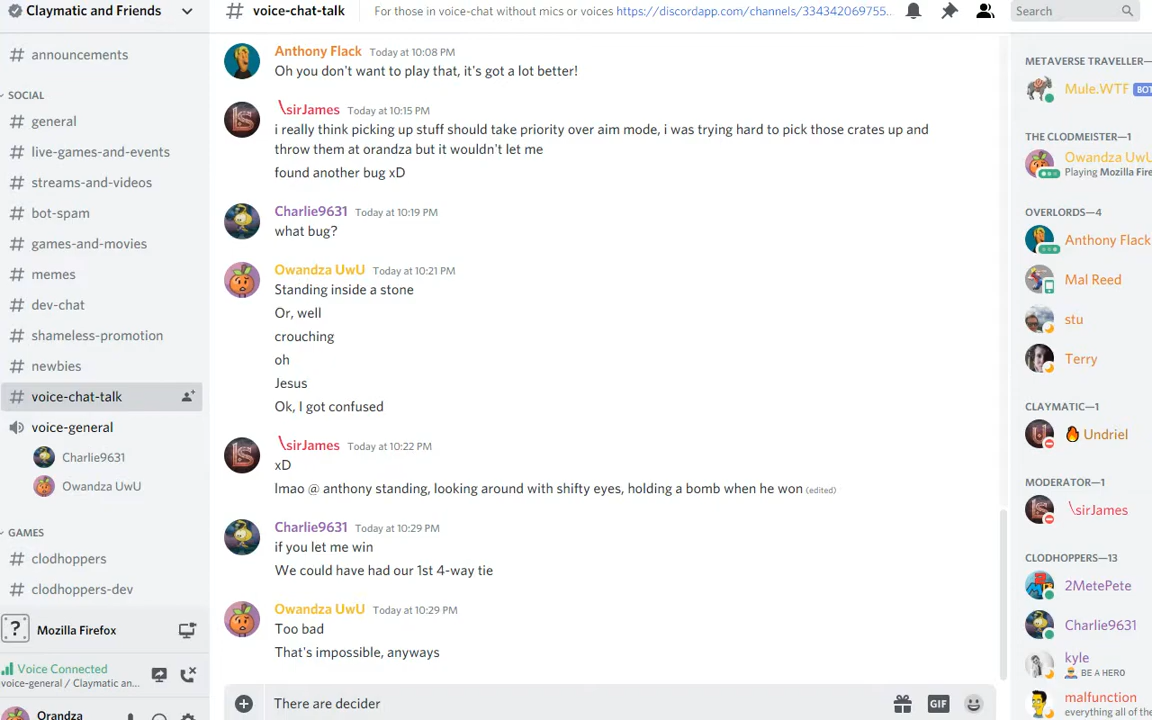 Claymatic and Friends
# announcements
SOCIAL
# general
# live-games-and-events
# streams-and-videos
# bot-spam
# games-and-movies
# memes
# dev-chat
# shameless-promotion
# newbies
# voice-chat-talk
voice-general
Charlie9631
Owandza UwU
GAMES
# clodhoppers
# clodhoppers-dev
? Mozilla Firefox
Voice Connected
voice-general / Claymatic an...
Orandza
# voice-chat-talk
For those in voice-chat without mics or voices https://discordapp.com/channels/334342069755...
Search
Anthony Flack Today at 10:08 PM
Oh you don't want to play that, it's got a lot better!
\sirJames Today at 10:15 PM
i really think picking up stuff should take priority over aim mode, i was trying hard to pick those crates up and
throw them at orandza but it wouldn't let me
found another bug xD
Charlie9631 Today at 10:19 PM
what bug?
Owandza UwU Today at 10:21 PM
Standing inside a stone
Or, well
crouching
oh
Jesus
Ok, I got confused
\sirJames Today at 10:22 PM
xD
lmao @ anthony standing, looking around with shifty eyes, holding a bomb when he won (edited)
Charlie9631 Today at 10:29 PM
if you let me win
We could have had our 1st 4-way tie
Owandza UwU Today at 10:29 PM
Too bad
That's impossible, anyways
There are decider
GIF
METAVERSE TRAVELLER—
Mule.WTF BOT
THE CLODMEISTER—1
Owandza UwU
Playing Mozilla Fire
OVERLORDS—4
Anthony Flack
Mal Reed
stu
Terry
CLAYMATIC—1
🔥 Undriel
MODERATOR—1
\sirJames
CLODHOPPERS—13
2MetePete
Charlie9631
kyle
BE A HERO
malfunction
everything all of the